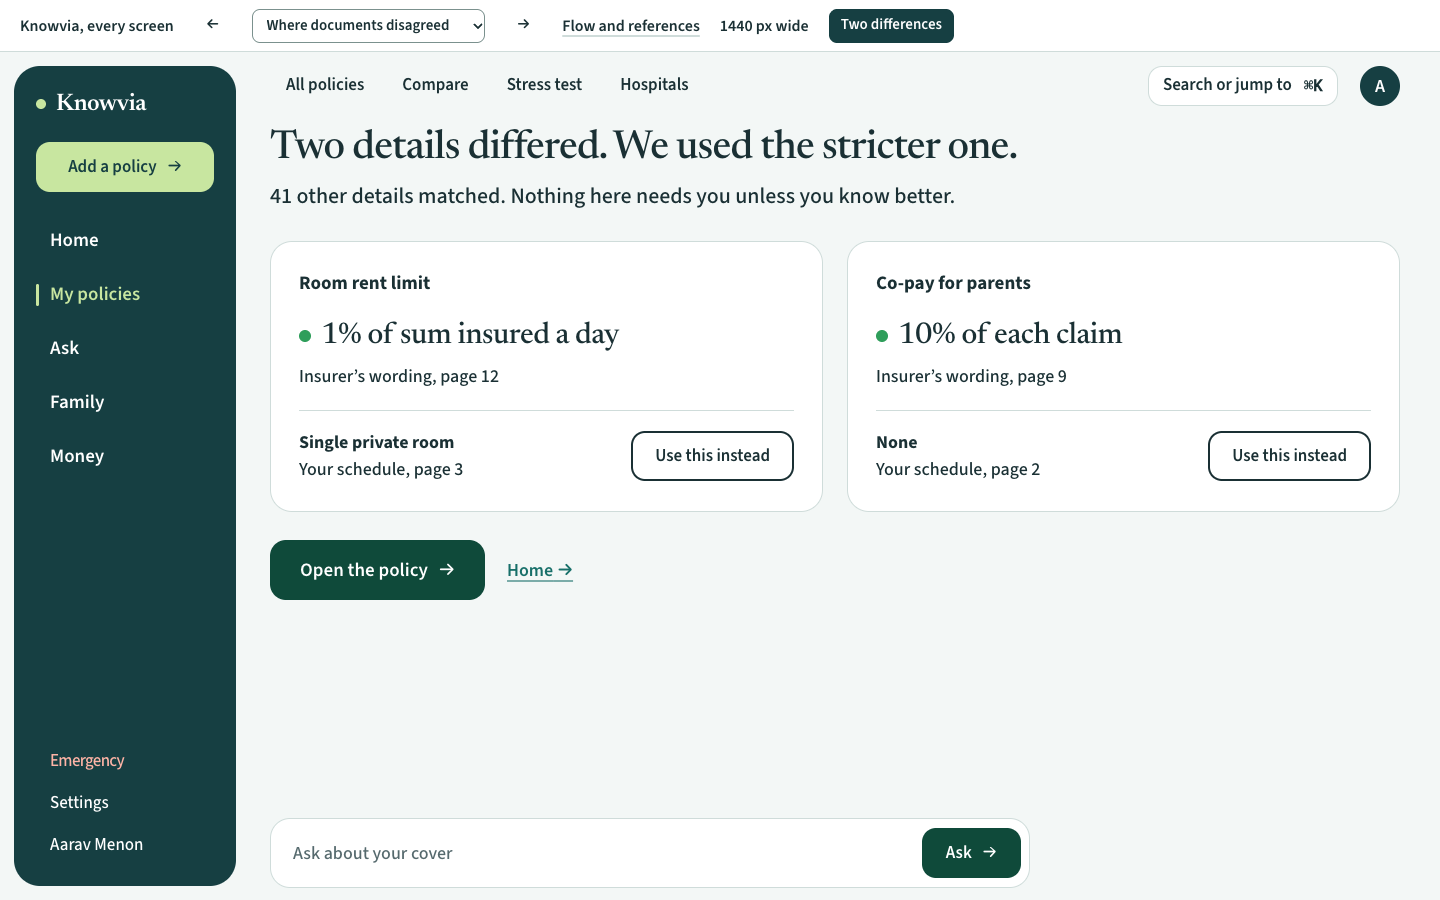 Knowvia, every screen
←
Where documents disagreed
→
Flow and references
1440 px wide
Two differences
Knowvia
Add a policy →
Home
My policies
Ask
Family
Money
Emergency
Settings
Aarav Menon
All policies
Compare
Stress test
Hospitals
Search or jump to ⌘K
A
Two details differed. We used the stricter one.
41 other details matched. Nothing here needs you unless you know better.
Room rent limit
1% of sum insured a day
Insurer’s wording, page 12
Single private room
Your schedule, page 3
Use this instead
Co-pay for parents
10% of each claim
Insurer’s wording, page 9
None
Your schedule, page 2
Use this instead
Open the policy →
Home →
Ask about your cover
Ask →